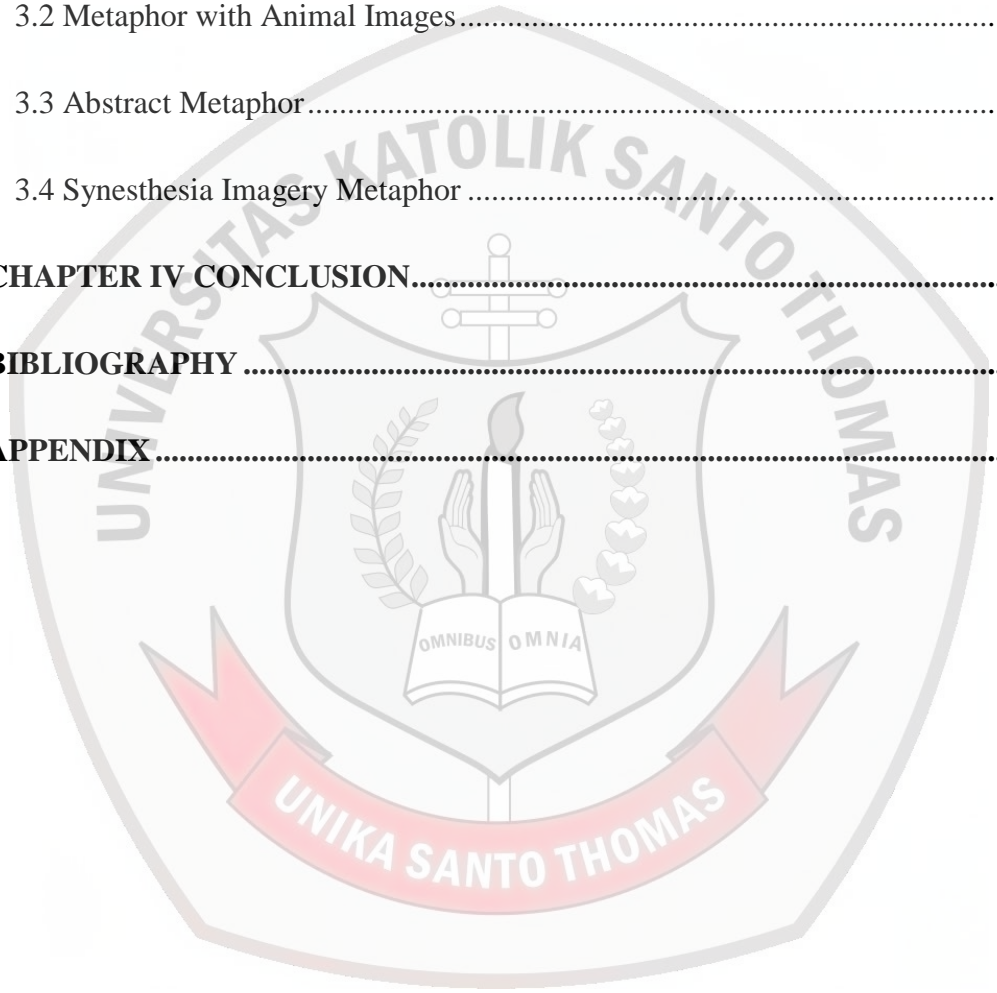 3.2 Metaphor with Animal Images........................................................................
3.3 Abstract Metaphor............................................................................................
3.4 Synesthesia Imagery Metaphor ........................................................................
CHAPTER IV CONCLUSION..............................................................................
BIBLIOGRAPHY ....................................................................................................
APPENDIX ..............................................................................................................
UNIVERSITAS KATOLIK SANTO THOMAS
OMNIBUS OMNIA
UNIKA SANTO THOMAS